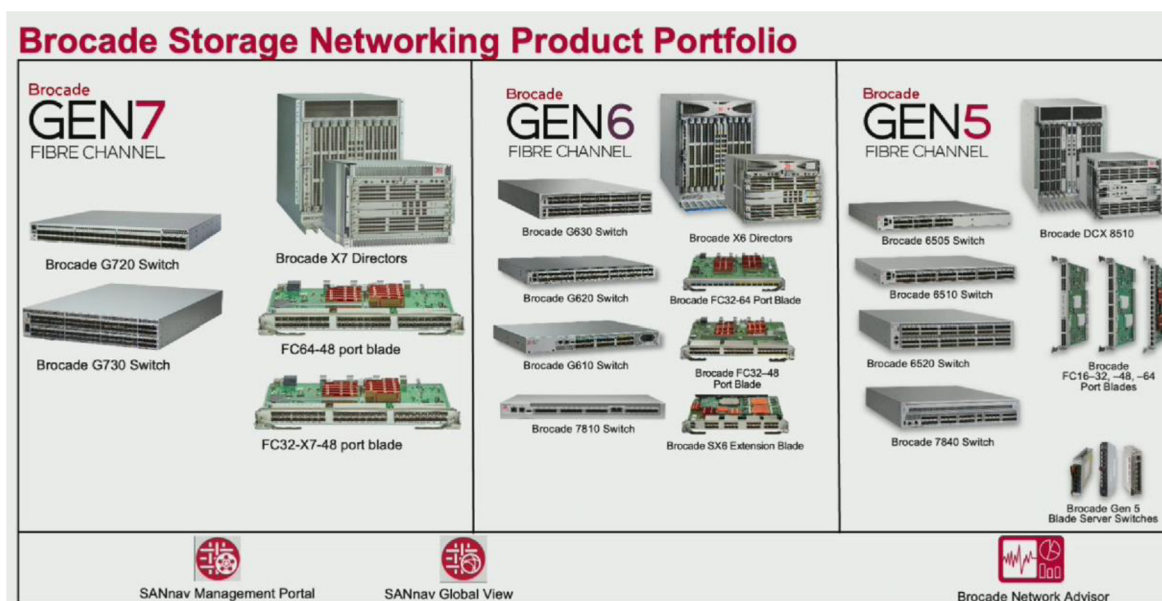 Brocade Storage Networking Product Portfolio
Brocade
GEN7
FIBRE CHANNEL
Brocade G720 Switch
Brocade G730 Switch
Brocade X7 Directors
FC64-48 port blade
FC32-X7-48 port blade
Brocade
GEN6
FIBRE CHANNEL
Brocade G630 Switch
Brocade G620 Switch
Brocade G610 Switch
Brocade 7810 Switch
Brocade X6 Directors
Brocade FC32-64 Port Blade
Brocade FC32–48
Port Blade
Brocade SX6 Extension Blade
Brocade
GEN5
FIBRE CHANNEL
Brocade 6505 Switch
Brocade 6510 Switch
Brocade 6520 Switch
Brocade 7840 Switch
Brocade DCX 8510
Brocade
FC16–32, –48, –64
Port Blades
Brocade Gen 5
Blade Server Switches
SANnav Management Portal
SANnav Global View
Brocade Network Advisor